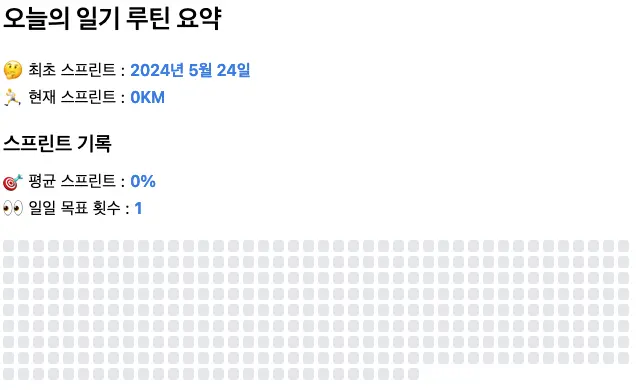 오늘의 일기 루틴 요약
🤔 최초 스프린트 : 2024년 5월 24일
🏃 현재 스프린트 : 0KM
스프린트 기록
🎯 평균 스프린트 : 0%
👀 일일 목표 횟수 : 1